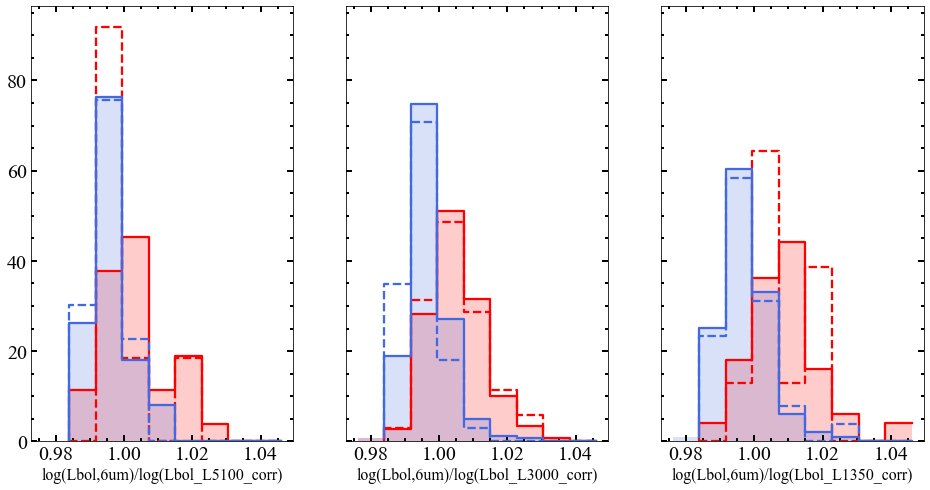 80
60
40
20
0
0.98 1.00 1.02 1.04
0.98 1.00 1.02 1.04
0.98 1.00 1.02 1.04
log(Lbol,6um)/log(Lbol_L5100_corr)
log(Lbol,6um)/log(Lbol_L3000_corr)
log(Lbol,6um)/log(Lbol_L1350_corr)